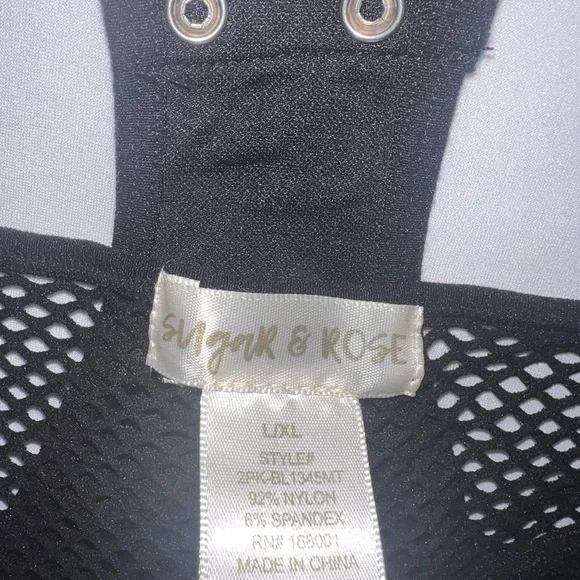 sugaR & ROSE
L/XL
STYLE#
2PK-BL1345MT
92% NYLON
8% SPANDEX
RN# 168001
MADE IN CHINA